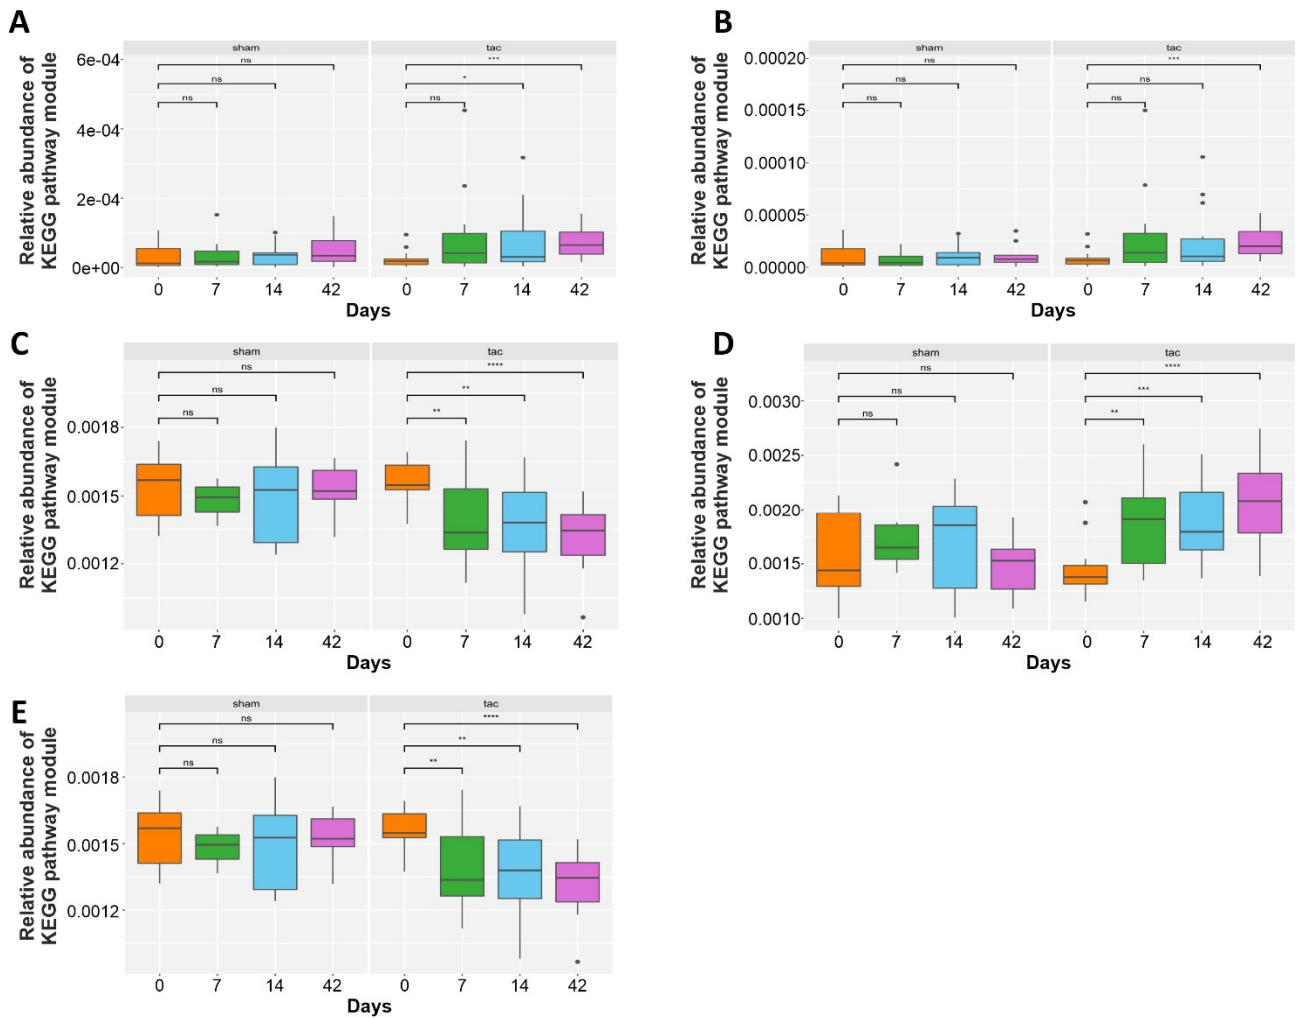 A
Relative abundance of
KEGG pathway module
sham
tac
6e-04
4e-04
2e-04
0e+00
ns
ns
ns
***
*
ns
0 7 14 42 0 7 14 42
Days
B
Relative abundance of
KEGG pathway module
sham
tac
0.00020
0.00015
0.00010
0.00005
0.00000
ns
ns
ns
***
ns
ns
0 7 14 42 0 7 14 42
Days
C
Relative abundance of
KEGG pathway module
sham
tac
0.0018
0.0015
0.0012
ns
ns
ns
****
**
**
0 7 14 42 0 7 14 42
Days
D
Relative abundance of
KEGG pathway module
sham
tac
0.0030
0.0025
0.0020
0.0015
0.0010
ns
ns
ns
****
***
**
0 7 14 42 0 7 14 42
Days
E
Relative abundance of
KEGG pathway module
sham
tac
0.0018
0.0015
0.0012
ns
ns
ns
****
**
**
0 7 14 42 0 7 14 42
Days